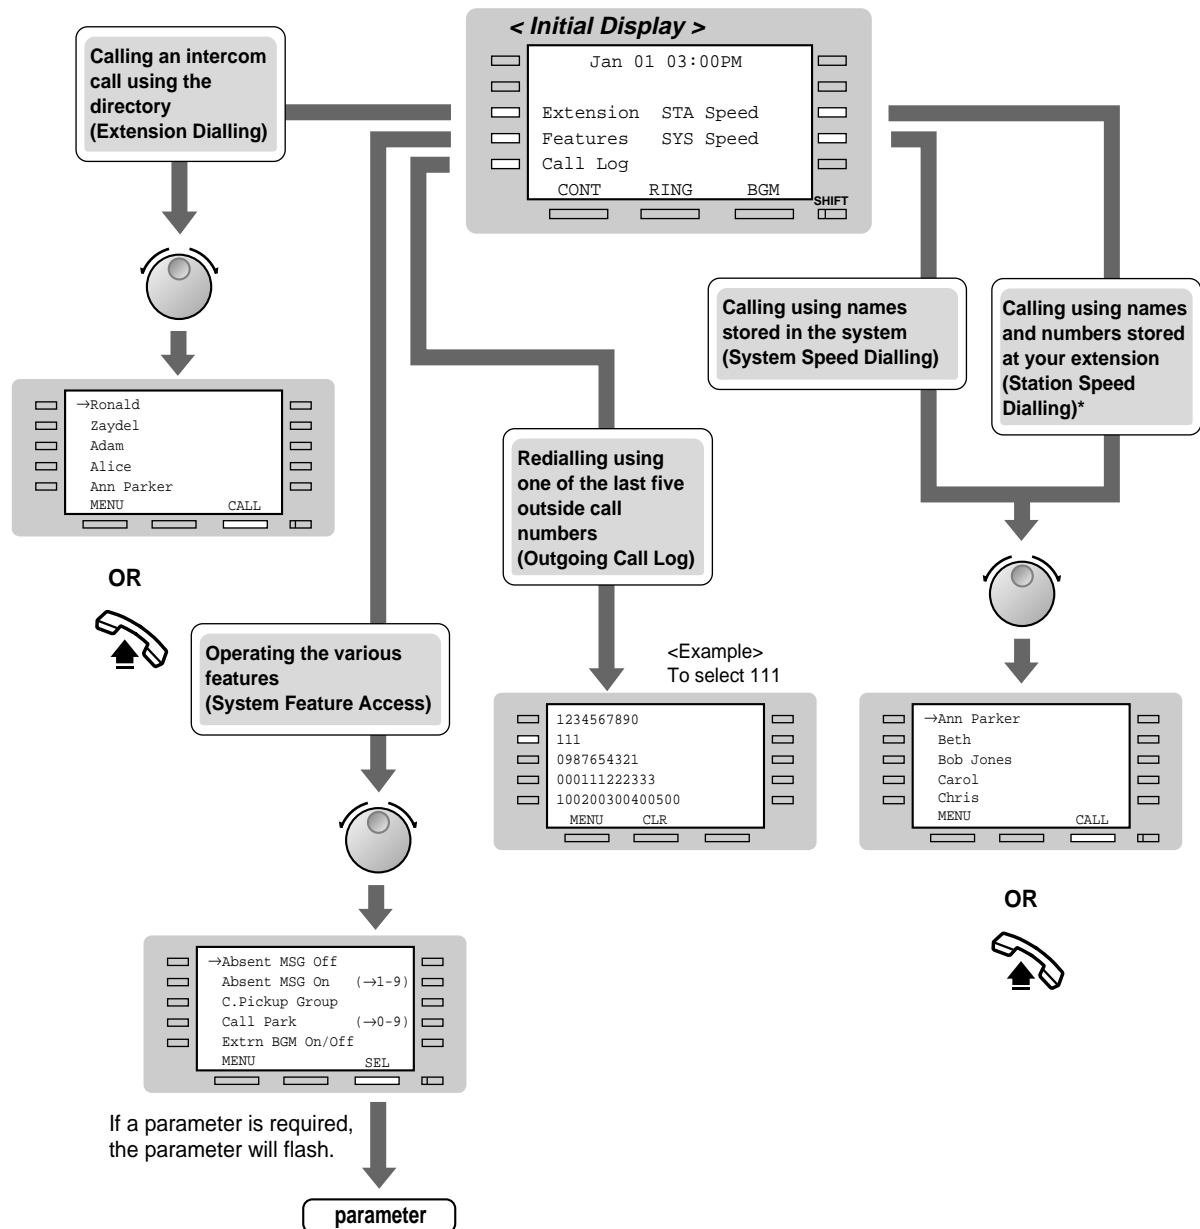 < Initial Display >
Jan 01 03:00PM
Extension STA Speed
Features SYS Speed
Call Log
CONT RING BGM
SHIFT
Calling an intercom
call using the
directory
(Extension Dialling)
→Ronald
Zaydel
Adam
Alice
Ann Parker
MENU CALL
OR
Operating the various
features
(System Feature Access)
→Absent MSG Off
Absent MSG On (→1-9)
C.Pickup Group
Call Park (→0-9)
Extrn BGM On/Off
MENU SEL
If a parameter is required,
the parameter will flash.
parameter
Redialling using
one of the last five
outside call
numbers
(Outgoing Call Log)
<Example>
To select 111
1234567890
111
0987654321
000111222333
100200300400500
MENU CLR
Calling using names
stored in the system
(System Speed Dialling)
Calling using names
and numbers stored
at your extension
(Station Speed
Dialling)*
→Ann Parker
Beth
Bob Jones
Carol
Chris
MENU CALL
OR